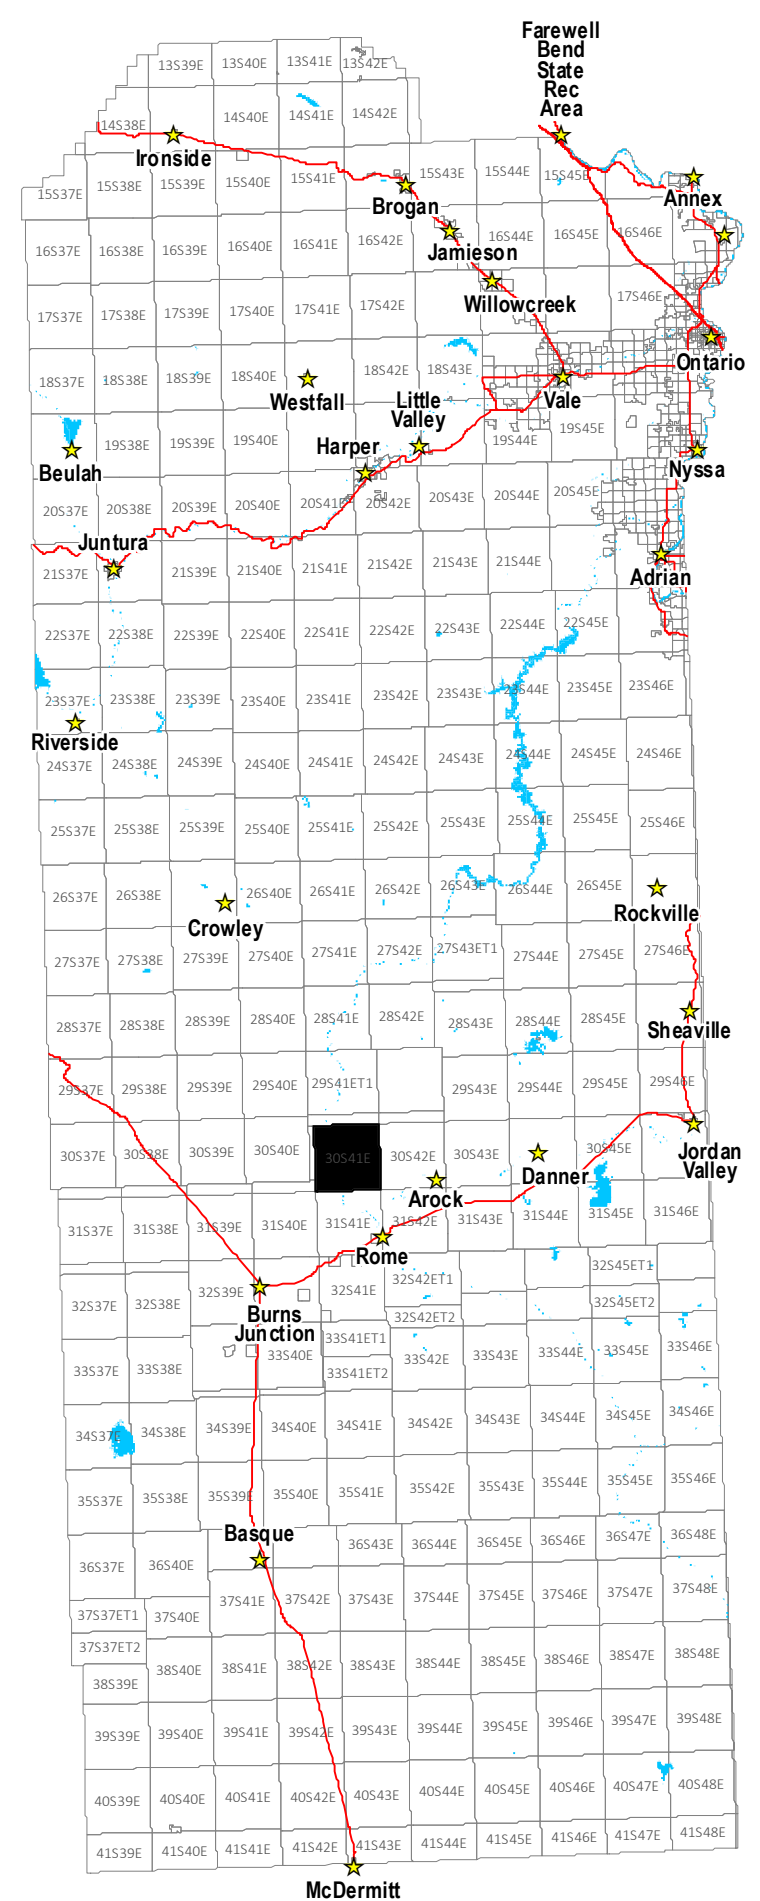 Farewell
Bend
State
Rec
Area
13S39E
13S40E
13S41E
13S42E
14S38E
14S40E
14S41E
14S42E
Ironside
15S37E
15S38E
15S39E
15S40E
15S41E
15S43E
15S44E
15S45E
Annex
Brogan
16S37E
16S38E
16S39E
16S40E
16S41E
16S42E
16S44E
16S45E
16S46E
Jamieson
Willowcreek
17S37E
17S38E
17S39E
17S40E
17S41E
17S42E
17S46E
Ontario
18S37E
18S38E
18S39E
18S40E
18S42E
18S43E
Westfall
Little
Valley
Vale
19S38E
19S39E
19S40E
19S44E
19S45E
Harper
Beulah
Nyssa
20S37E
20S38E
20S39E
20S40E
20S41E
20S42E
20S43E
20S44E
20S45E
Juntura
21S37E
21S39E
21S40E
21S41E
21S42E
21S43E
21S44E
Adrian
22S37E
22S38E
22S39E
22S40E
22S41E
22S42E
22S43E
22S44E
22S45E
23S37E
23S38E
23S39E
23S40E
23S41E
23S42E
23S43E
23S44E
23S45E
23S46E
Riverside
24S37E
24S38E
24S39E
24S40E
24S41E
24S42E
24S43E
24S44E
24S45E
24S46E
25S37E
25S38E
25S39E
25S40E
25S41E
25S42E
25S43E
25S44E
25S45E
25S46E
26S37E
26S38E
26S40E
26S41E
26S42E
26S43E
26S44E
26S45E
Rockville
Crowley
27S37E
27S38E
27S39E
27S40E
27S41E
27S42E
27S43ET1
27S44E
27S45E
27S46E
28S37E
28S38E
28S39E
28S40E
28S41E
28S42E
28S43E
28S44E
28S45E
Sheaville
29S37E
29S38E
29S39E
29S40E
29S41ET1
29S43E
29S44E
29S45E
29S46E
30S37E
30S38E
30S39E
30S40E
30S41E
30S42E
30S43E
30S45E
Jordan
Valley
Danner
Arock
31S37E
31S38E
31S39E
31S40E
31S41E
31S42E
31S43E
31S44E
31S45E
31S46E
Rome
32S37E
32S38E
32S39E
32S41E
32S42ET1
32S45ET1
32S42ET2
32S45ET2
Burns
Junction
33S37E
33S38E
33S40E
33S41ET1
33S41ET2
33S42E
33S43E
33S44E
33S45E
33S46E
34S37E
34S38E
34S39E
34S40E
34S41E
34S42E
34S43E
34S44E
34S45E
34S46E
35S37E
35S38E
35S39E
35S40E
35S41E
35S42E
35S43E
35S44E
35S45E
35S46E
Basque
36S37E
36S40E
36S43E
36S44E
36S45E
36S46E
36S47E
36S48E
37S37ET1
37S40E
37S41E
37S42E
37S43E
37S44E
37S45E
37S46E
37S47E
37S48E
37S37ET2
38S39E
38S40E
38S41E
38S42E
38S43E
38S44E
38S45E
38S46E
38S47E
38S48E
39S39E
39S40E
39S41E
39S42E
39S43E
39S44E
39S45E
39S46E
39S47E
39S48E
40S39E
40S40E
40S41E
40S42E
40S43E
40S44E
40S45E
40S46E
40S47E
40S48E
41S39E
41S40E
41S41E
41S42E
41S43E
41S44E
41S45E
41S46E
41S47E
41S48E
McDermitt